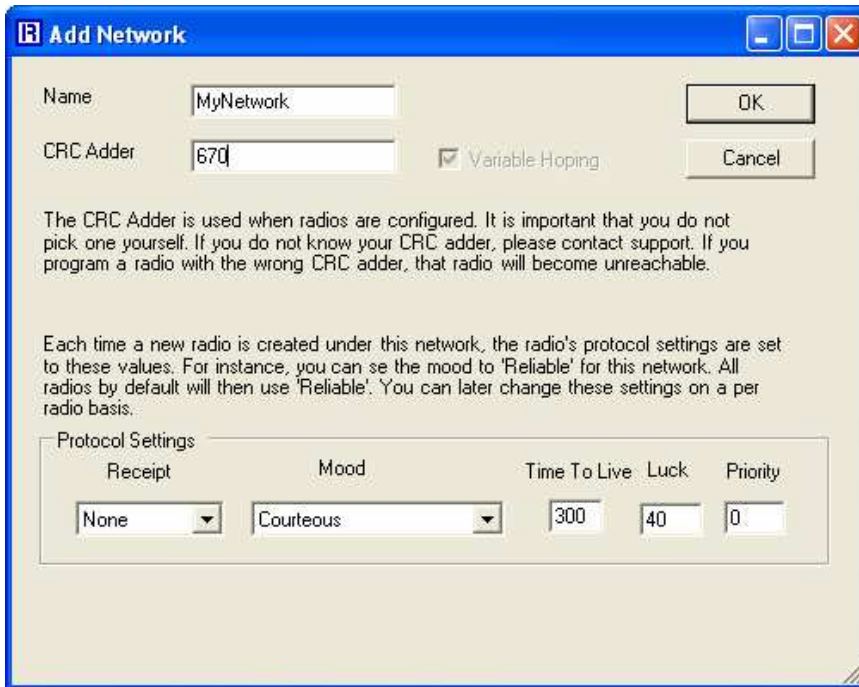 Add Network
Name
MyNetwork
OK
CRC Adder
670
Variable Hoping
Cancel
The CRC Adder is used when radios are configured. It is important that you do not
pick one yourself. If you do not know your CRC adder, please contact support. If you
program a radio with the wrong CRC adder, that radio will become unreachable.
Each time a new radio is created under this network, the radio's protocol settings are set
to these values. For instance, you can se the mood to 'Reliable' for this network. All
radios by default will then use 'Reliable'. You can later change these settings on a per
radio basis.
Protocol Settings
Receipt Mood Time To Live Luck Priority
None Courteous 300 40 0